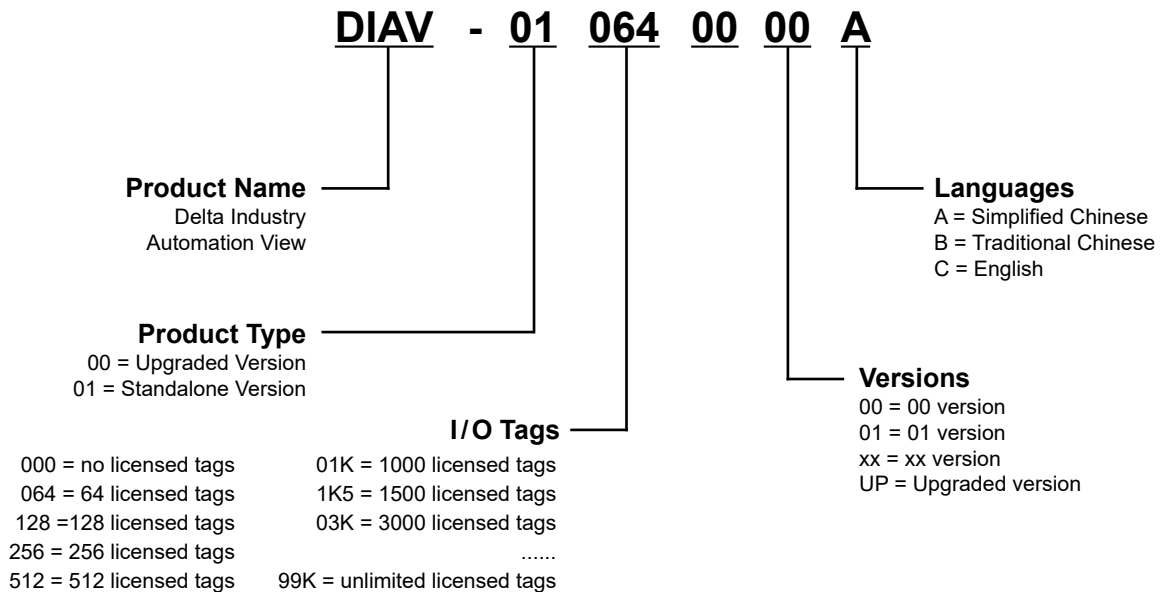 DIAV - 01 064 00 00 A
Product Name
Delta Industry
Automation View
Product Type
00 = Upgraded Version
01 = Standalone Version
I/O Tags
000 = no licensed tags
064 = 64 licensed tags
128 =128 licensed tags
256 = 256 licensed tags
512 = 512 licensed tags
01K = 1000 licensed tags
1K5 = 1500 licensed tags
03K = 3000 licensed tags
......
99K = unlimited licensed tags
Languages
A = Simplified Chinese
B = Traditional Chinese
C = English
Versions
00 = 00 version
01 = 01 version
xx = xx version
UP = Upgraded version